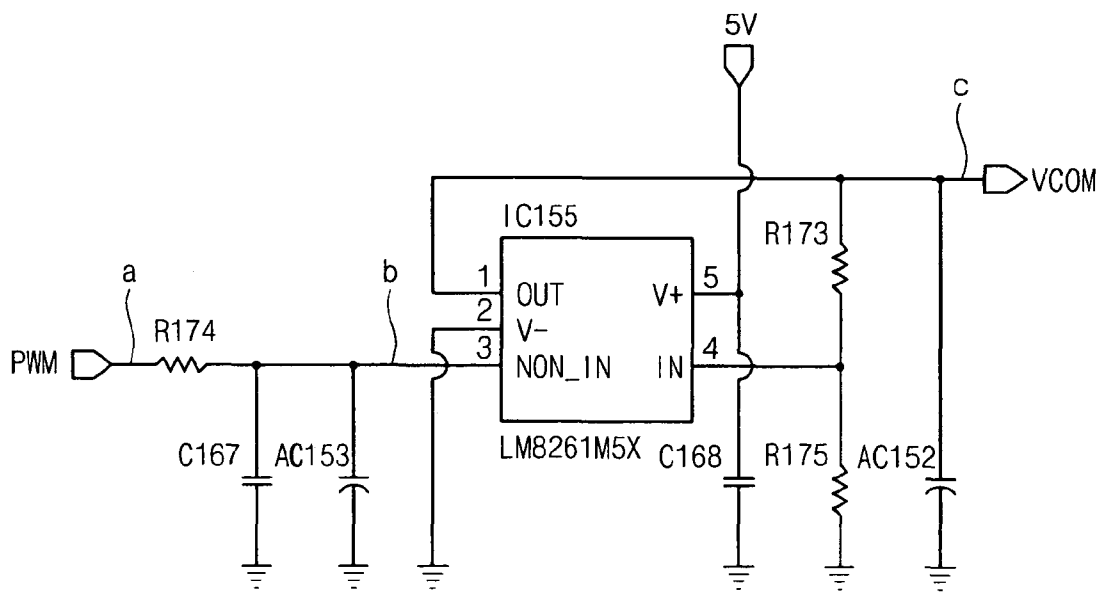 5V
c
VCOM
IC155
R173
a
b
1
OUT
V+
5
R174
2
V-
PWM
3
NON_IN
IN
4
C167
AC153
LM8261M5X
C168
R175
AC152